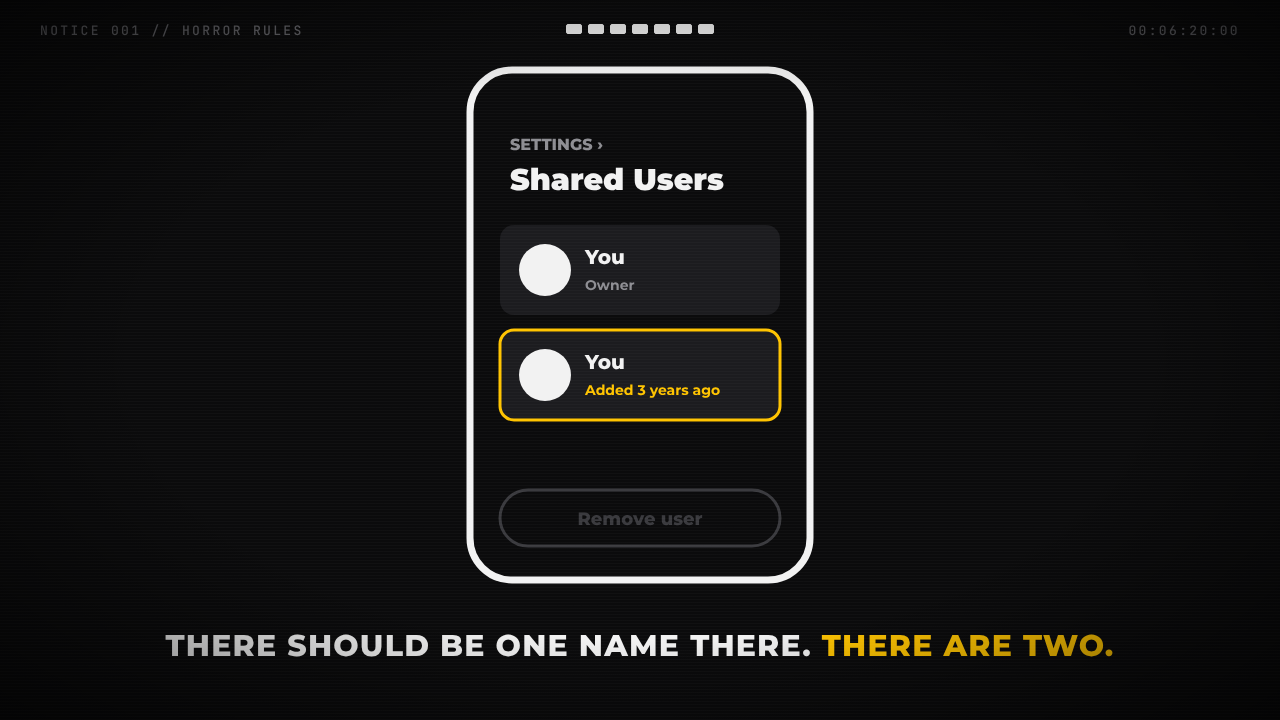 NOTICE 001 // HORROR RULES
00:06:20:00
SETTINGS ›
Shared Users
You
Owner
You
Added 3 years ago
Remove user
THERE SHOULD BE ONE NAME THERE. THERE ARE TWO.